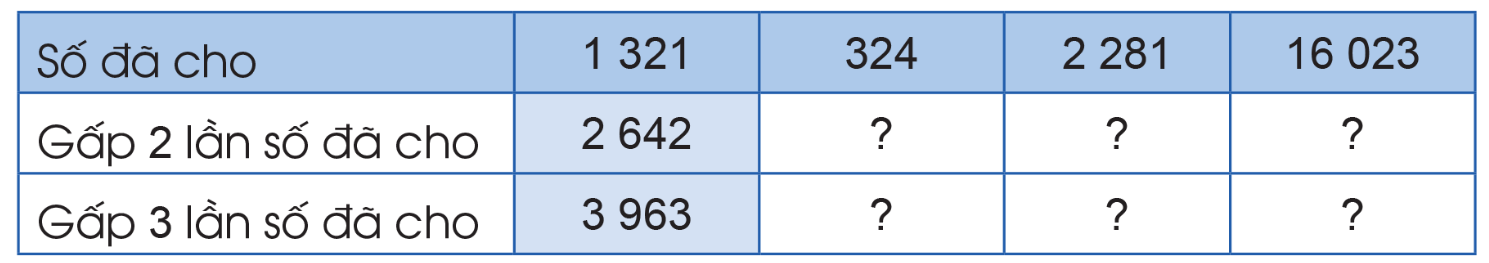 Số đã cho 1 321 324 2 281 16 023
Gấp 2 lần số đã cho 2 642 ? ? ?
Gấp 3 lần số đã cho 3 963 ? ? ?